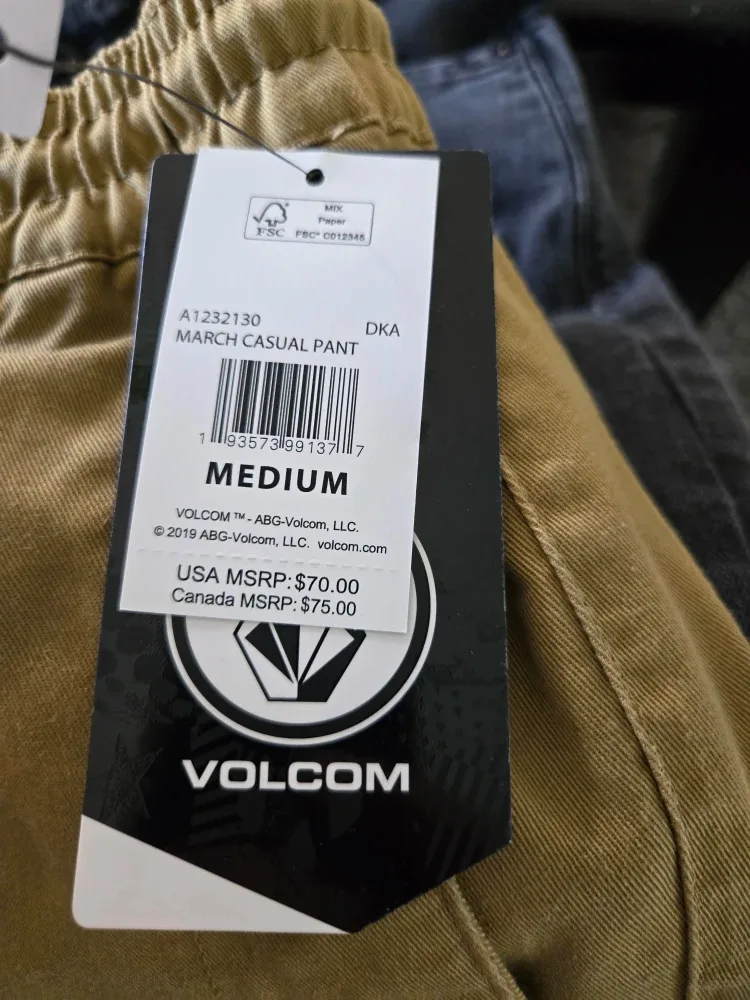 MIX
Paper
FSC
FSC® C012345
A1232130
DKA
MARCH CASUAL PANT
1 93573 99137 7
MEDIUM
VOLCOM ™ - ABG-Volcom, LLC.
© 2019 ABG-Volcom, LLC. volcom.com
USA MSRP: $70.00
Canada MSRP: $75.00
VOLCOM